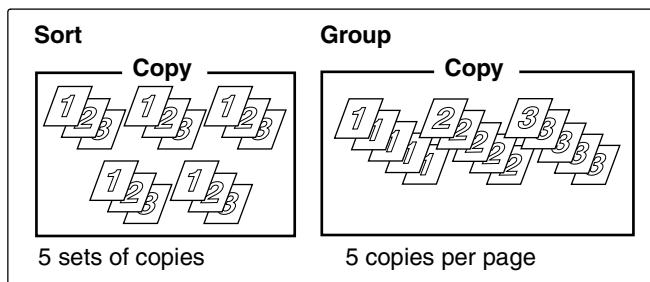 Sort
Copy
1 2 3 1 2 3 1 2 3
1 2 3 1 2 3
5 sets of copies
Group
Copy
1 1 1 1 1 2 2 2 2 2 3 3 3 3 3
5 copies per page